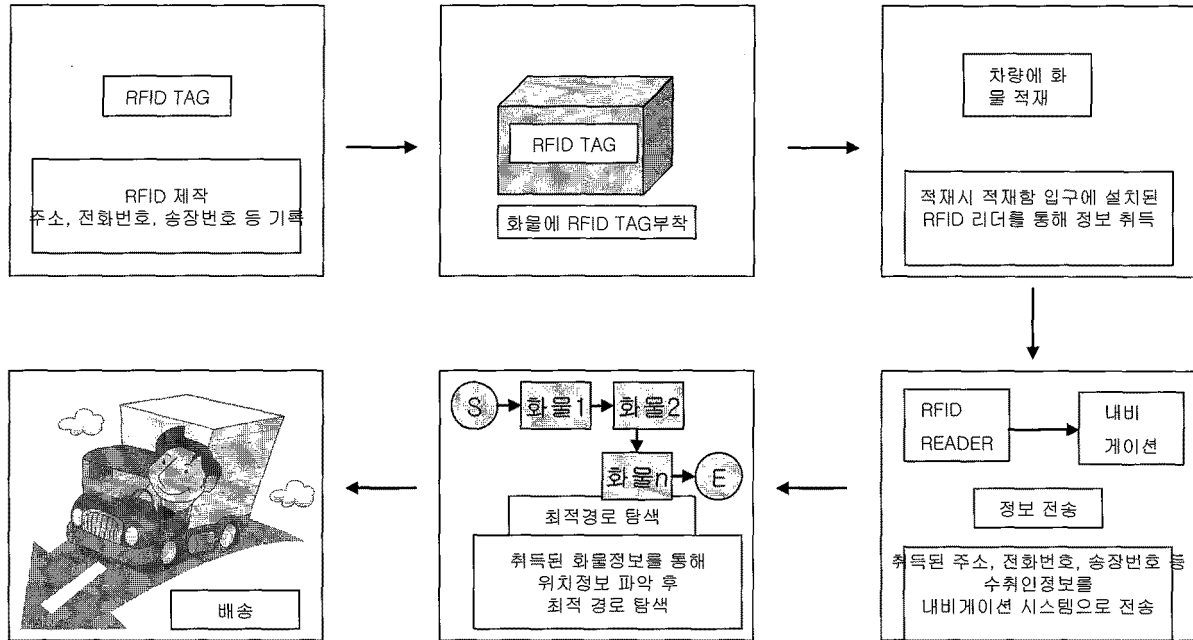 RFID TAG
RFID 제작
주소, 전화번호, 송장번호 등 기록
RFID TAG
화물에 RFID TAG부착
차량에 화
물 적재
적재시 적재함 입구에 설치된
RFID 리더를 통해 정보 취득
RFID
READER
내비
게이션
정보 전송
취득된 주소, 전화번호, 송장번호 등
수취인정보를
내비게이션 시스템으로 전송
S
화물1
화물2
화물n
E
최적경로 탐색
취득된 화물정보를 통해
위치정보 파악 후
최적 경로 탐색
배송